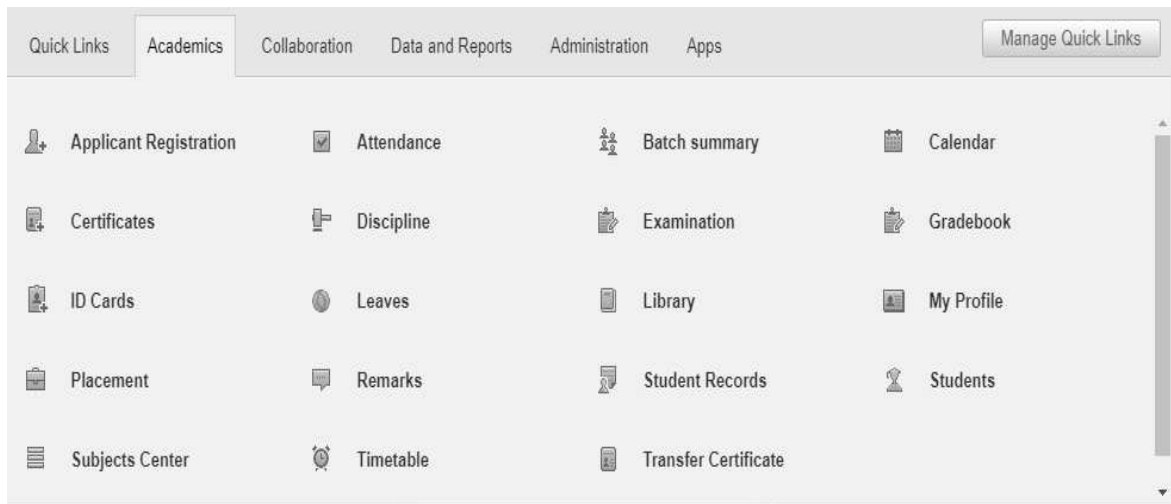 Quick Links Academics Collaboration Data and Reports Administration Apps Manage Quick Links
Applicant Registration Attendance Batch summary Calendar
Certificates Discipline Examination Gradebook
ID Cards Leaves Library My Profile
Placement Remarks Student Records Students
Subjects Center Timetable Transfer Certificate